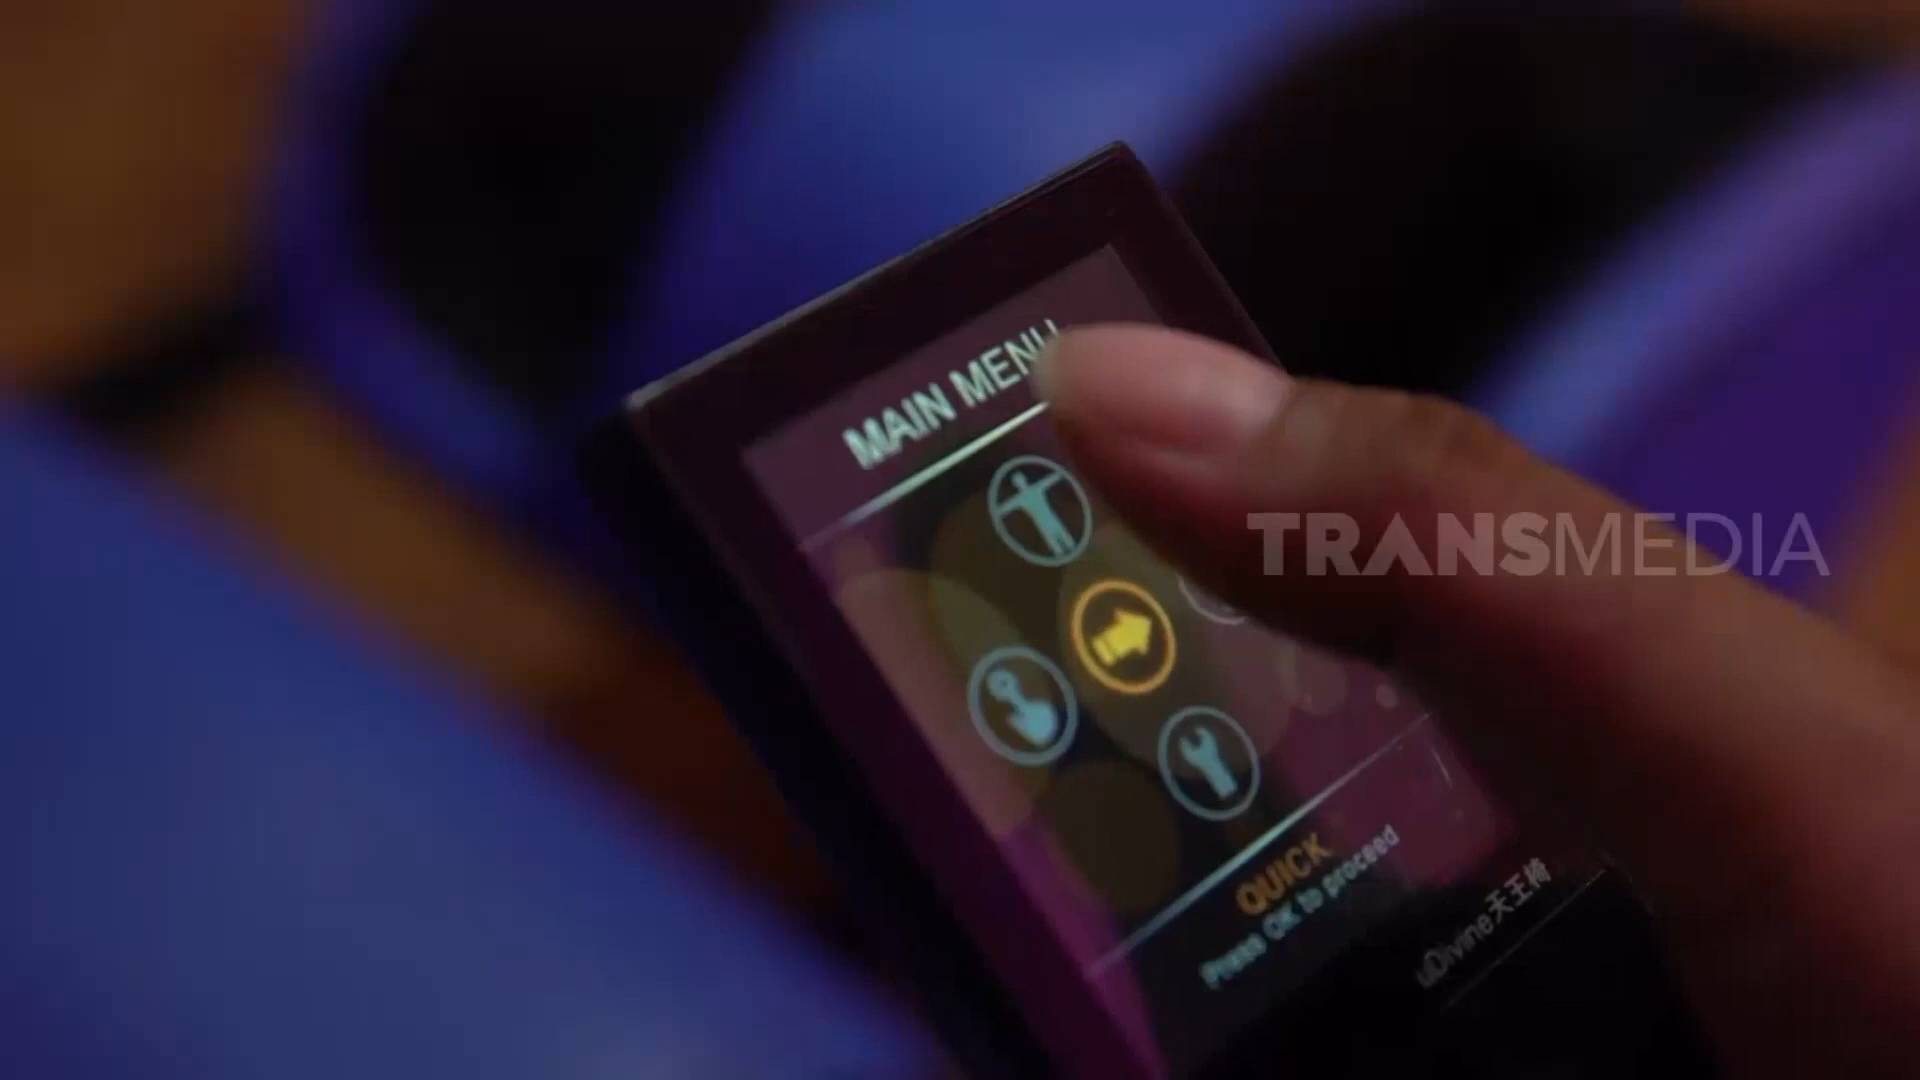 MAIN MENU
TRANSMEDIA
QUICK
Press OK to proceed
uDivine天王椅